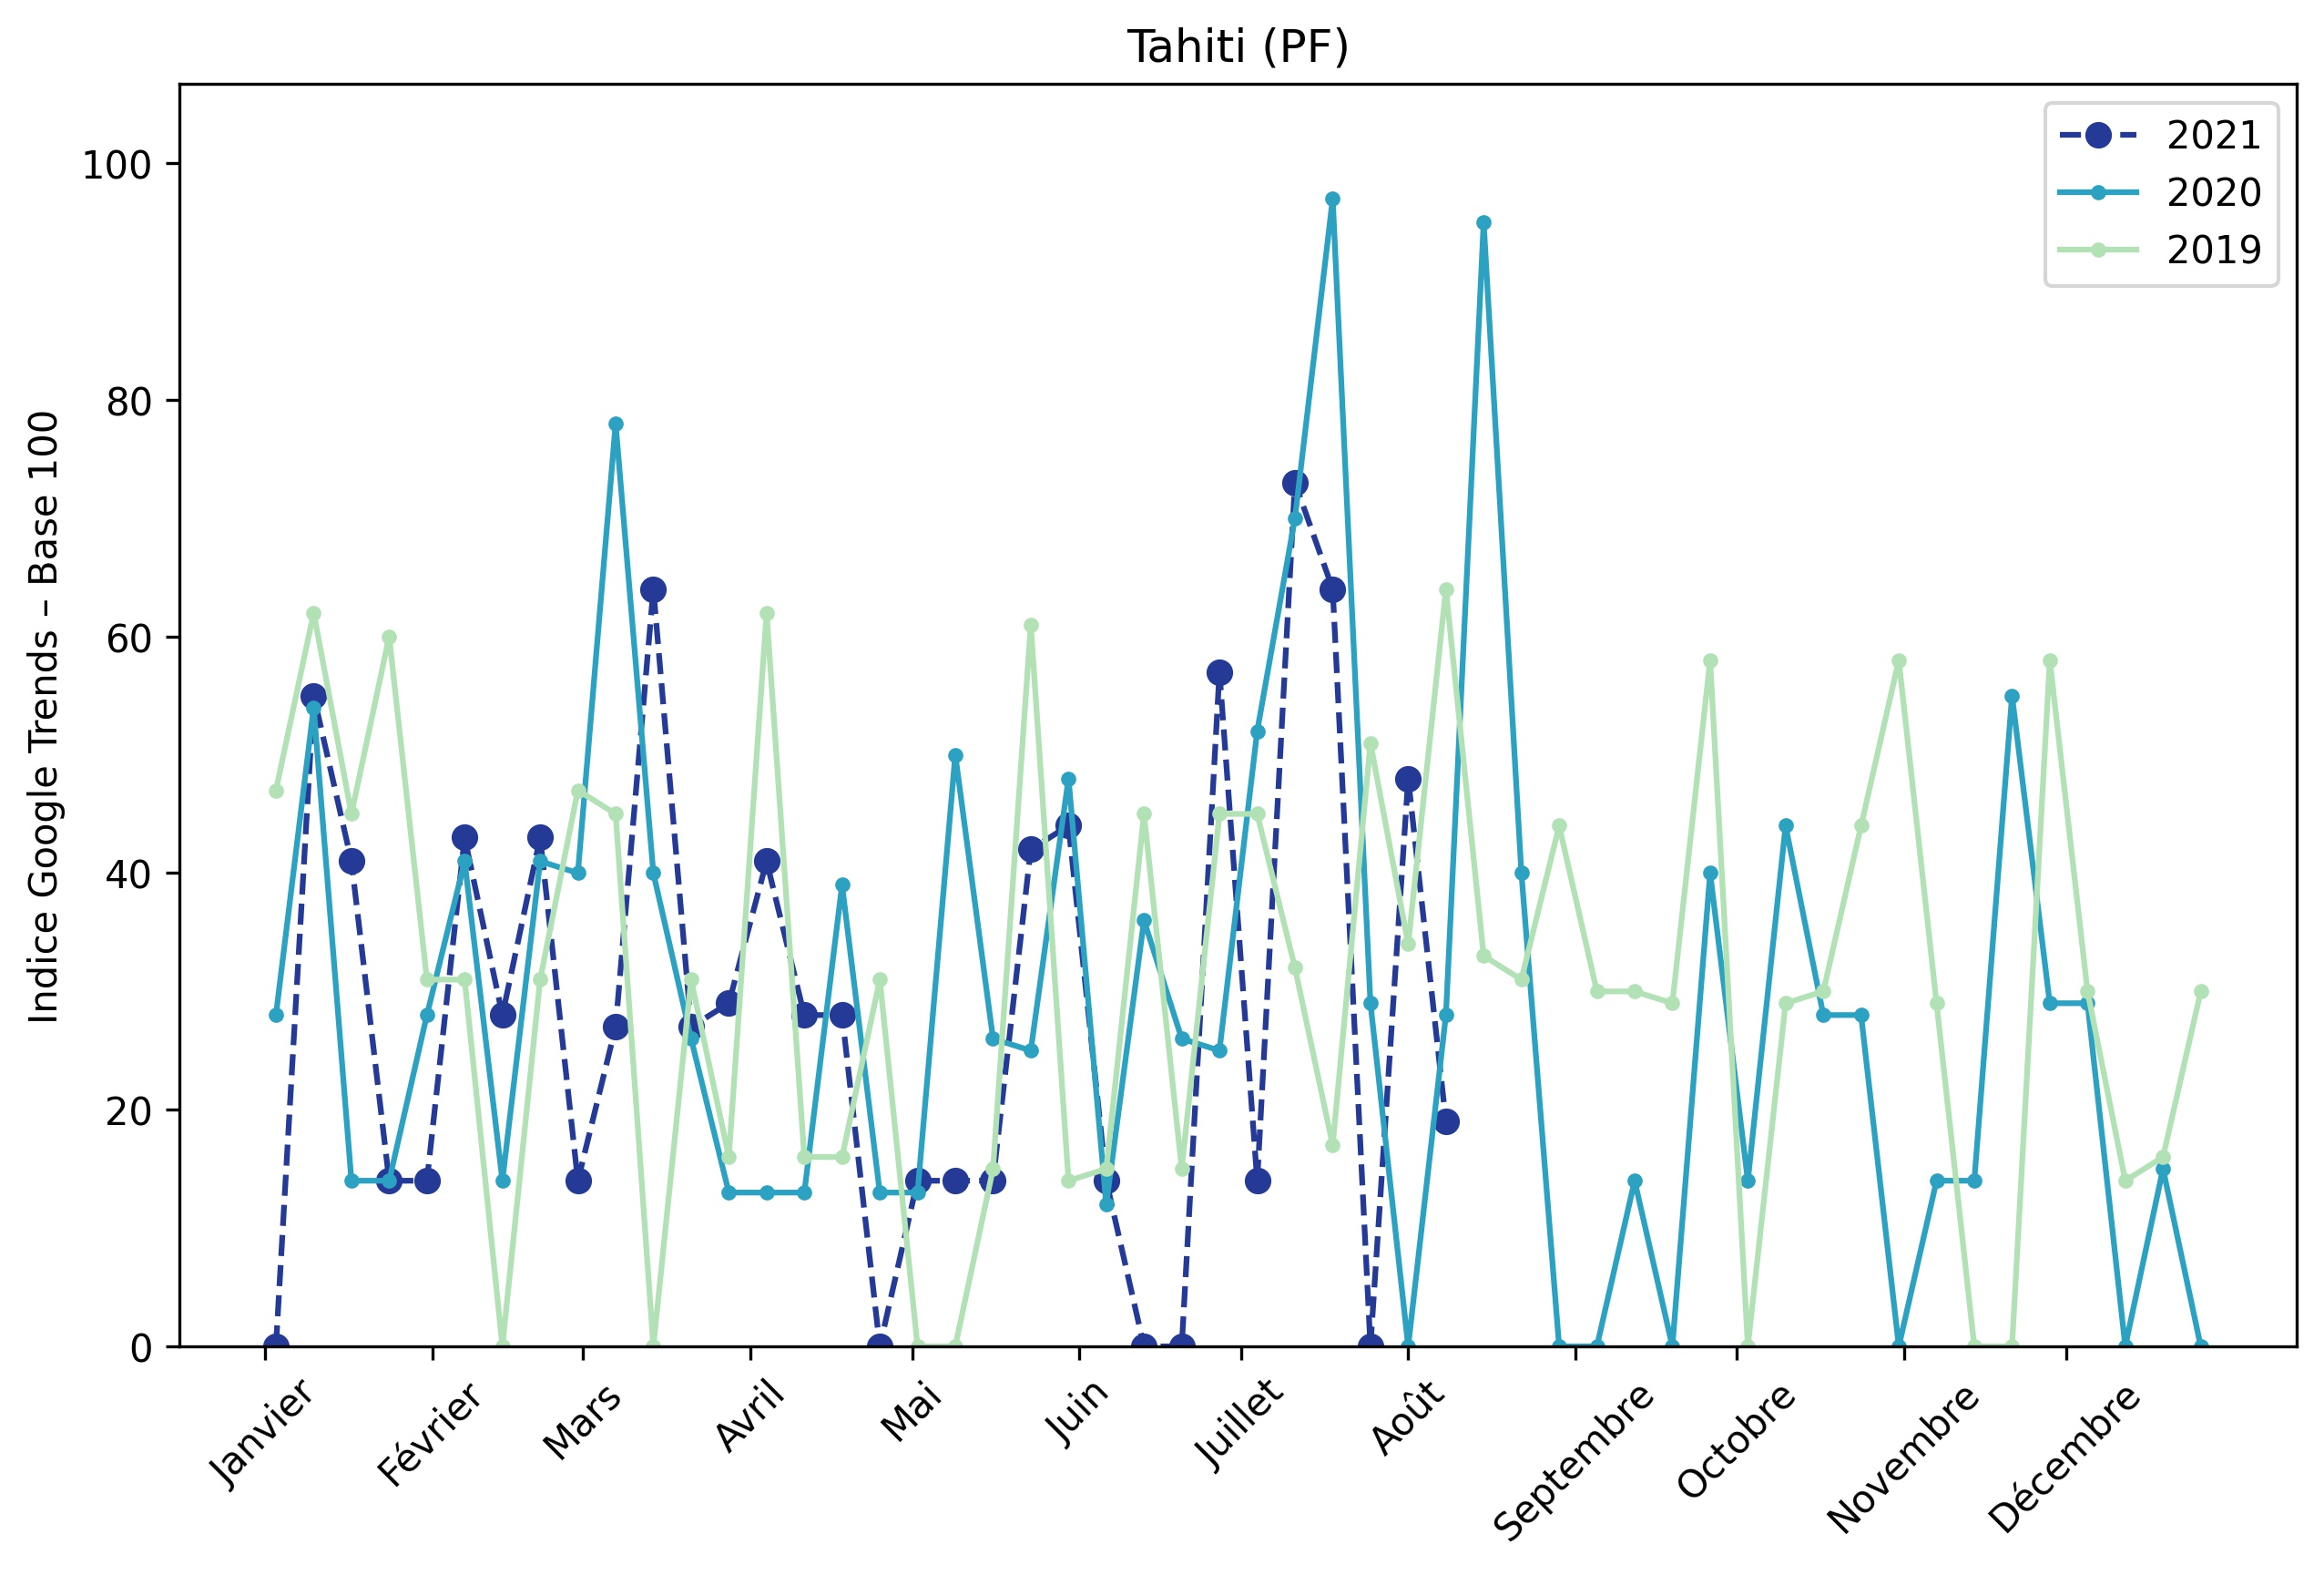 Tahiti (PF)
Indice Google Trends – Base 100
100
80
60
40
20
0
2021
2020
2019
Janvier
Février
Mars
Avril
Mai
Juin
Juillet
Août
Septembre
Octobre
Novembre
Décembre